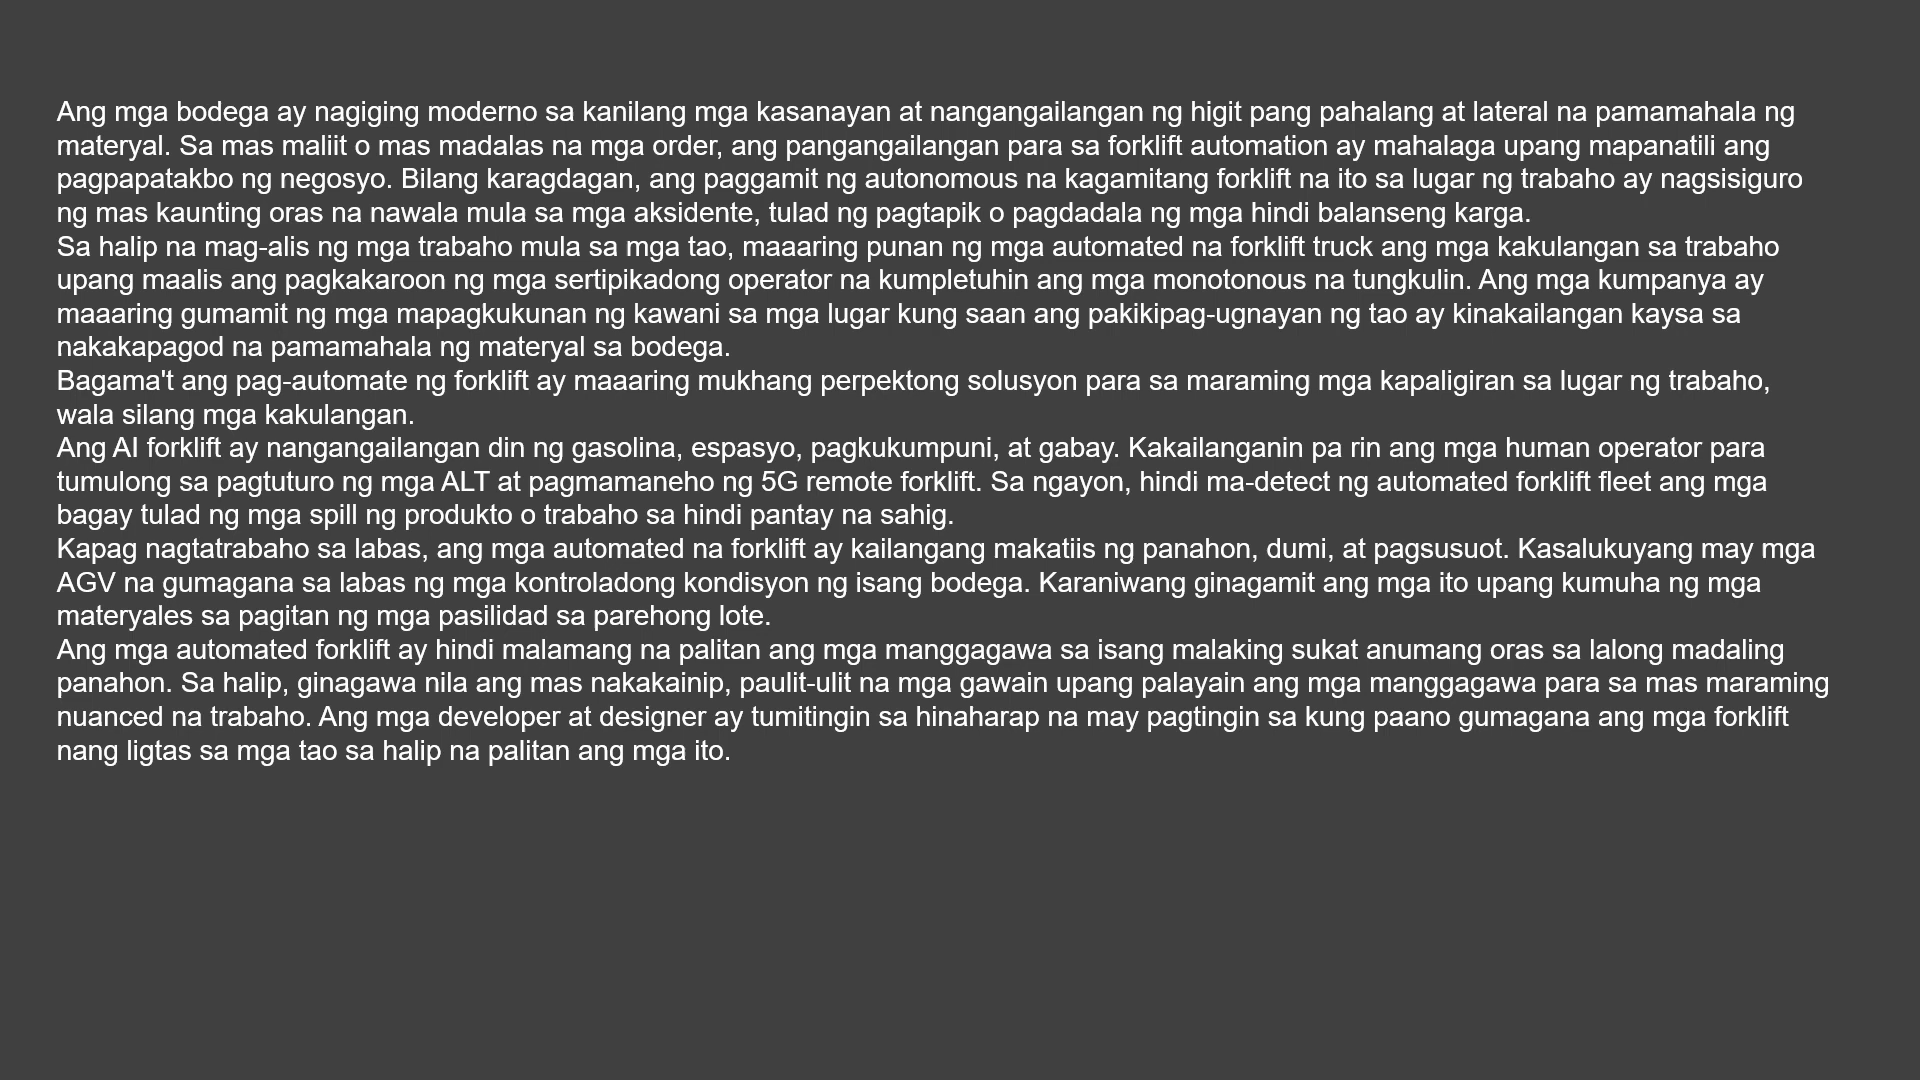 Ang mga bodega ay nagiging moderno sa kanilang mga kasanayan at nangangailangan ng higit pang pahalang at lateral na pamamahala ng
materyal. Sa mas maliit o mas madalas na mga order, ang pangangailangan para sa forklift automation ay mahalaga upang mapanatili ang
pagpapatakbo ng negosyo. Bilang karagdagan, ang paggamit ng autonomous na kagamitang forklift na ito sa lugar ng trabaho ay nagsisiguro
ng mas kaunting oras na nawala mula sa mga aksidente, tulad ng pagtapik o pagdadala ng mga hindi balanseng karga.
Sa halip na mag-alis ng mga trabaho mula sa mga tao, maaaring punan ng mga automated na forklift truck ang mga kakulangan sa trabaho
upang maalis ang pagkakaroon ng mga sertipikadong operator na kumpletuhin ang mga monotonous na tungkulin. Ang mga kumpanya ay
maaaring gumamit ng mga mapagkukunan ng kawani sa mga lugar kung saan ang pakikipag-ugnayan ng tao ay kinakailangan kaysa sa
nakakapagod na pamamahala ng materyal sa bodega.
Bagama't ang pag-automate ng forklift ay maaaring mukhang perpektong solusyon para sa maraming mga kapaligiran sa lugar ng trabaho,
wala silang mga kakulangan.
Ang AI forklift ay nangangailangan din ng gasolina, espasyo, pagkukumpuni, at gabay. Kakailanganin pa rin ang mga human operator para
tumulong sa pagtuturo ng mga ALT at pagmamaneho ng 5G remote forklift. Sa ngayon, hindi ma-detect ng automated forklift fleet ang mga
bagay tulad ng mga spill ng produkto o trabaho sa hindi pantay na sahig.
Kapag nagtatrabaho sa labas, ang mga automated na forklift ay kailangang makatiis ng panahon, dumi, at pagsusuot. Kasalukuyang may mga
AGV na gumagana sa labas ng mga kontroladong kondisyon ng isang bodega. Karaniwang ginagamit ang mga ito upang kumuha ng mga
materyales sa pagitan ng mga pasilidad sa parehong lote.
Ang mga automated forklift ay hindi malamang na palitan ang mga manggagawa sa isang malaking sukat anumang oras sa lalong madaling
panahon. Sa halip, ginagawa nila ang mas nakakainip, paulit-ulit na mga gawain upang palayain ang mga manggagawa para sa mas maraming
nuanced na trabaho. Ang mga developer at designer ay tumitingin sa hinaharap na may pagtingin sa kung paano gumagana ang mga forklift
nang ligtas sa mga tao sa halip na palitan ang mga ito.